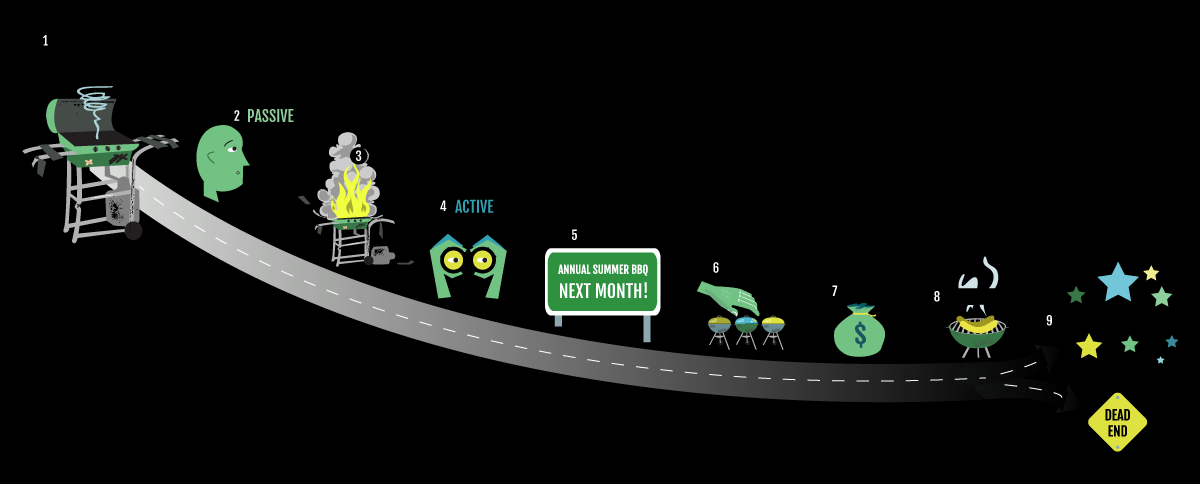 1
2 PASSIVE
3
4 ACTIVE
5
ANNUAL SUMMER BBQ
NEXT MONTH!
6
7
$
8
9
DEAD
END